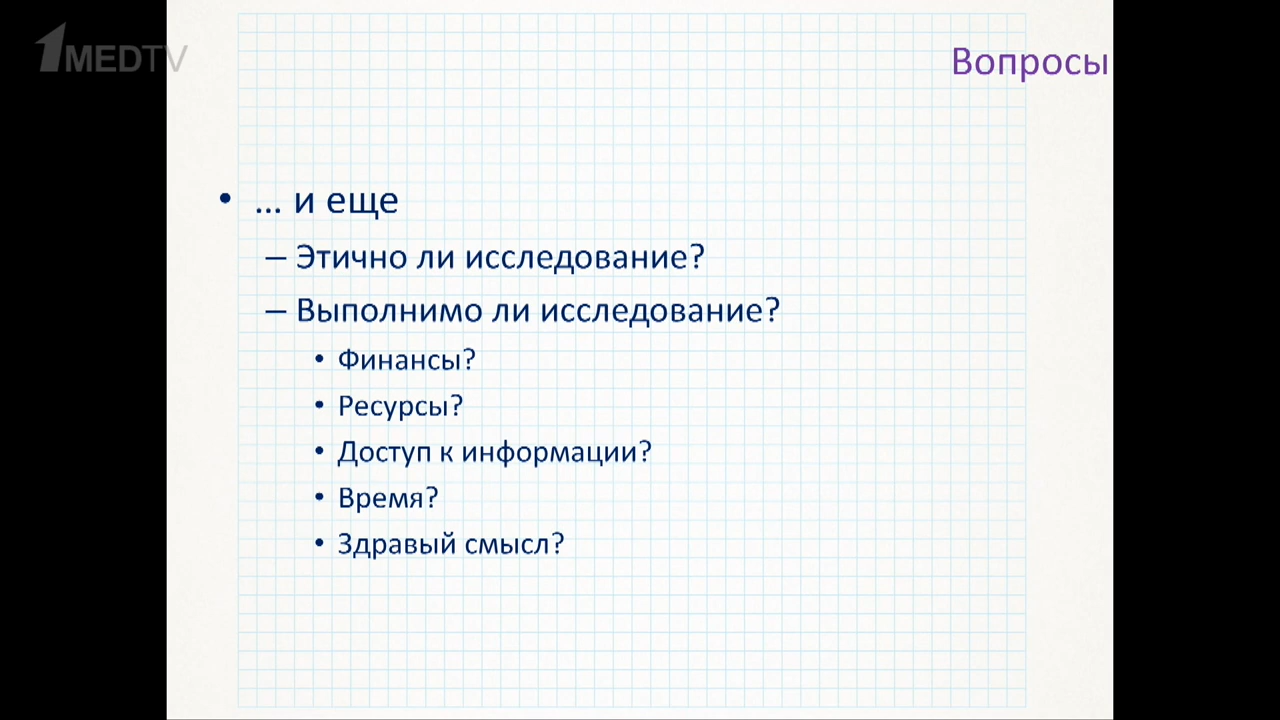 1MEDTV
Вопросы
• ... и еще
– Этично ли исследование?
– Выполнимо ли исследование?
• Финансы?
• Ресурсы?
• Доступ к информации?
• Время?
• Здравый смысл?